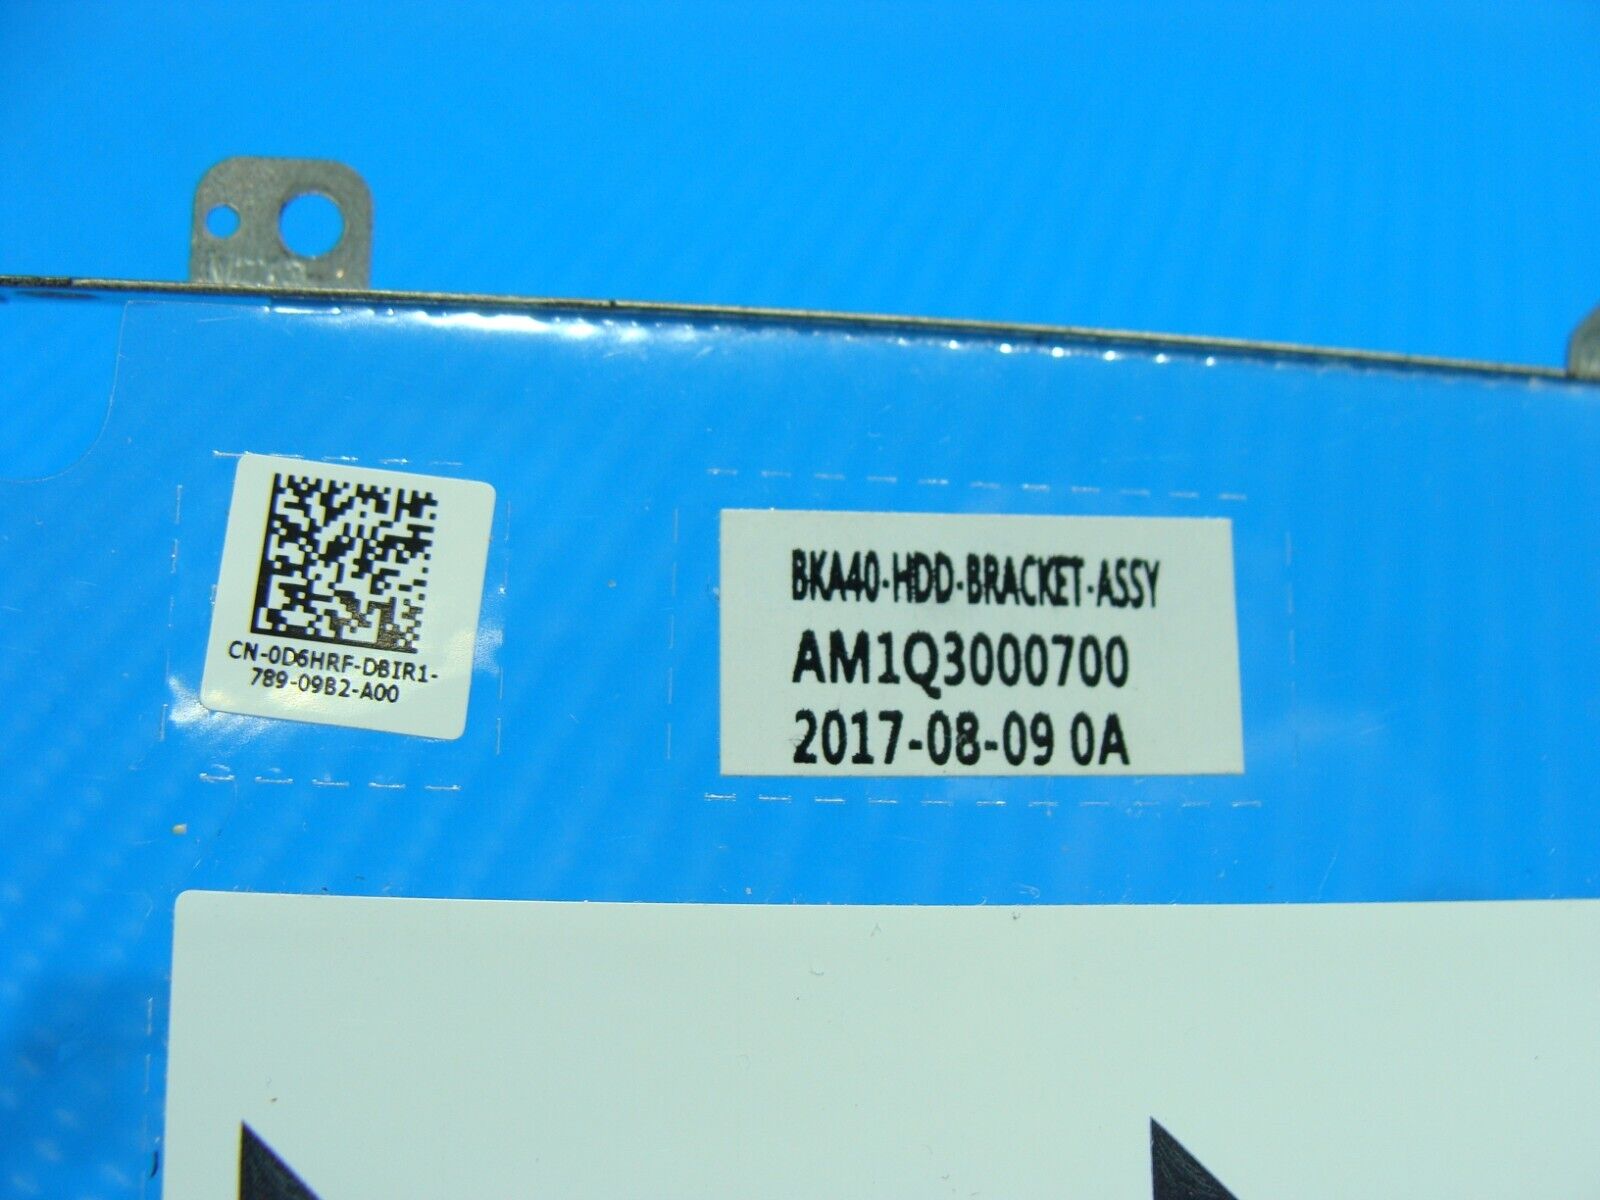 CN-0D6HRF-DBIR1-
789-09B2-A00
BKA40-HDD-BRACKET-ASSY
AM1Q3000700
2017-08-09 0A